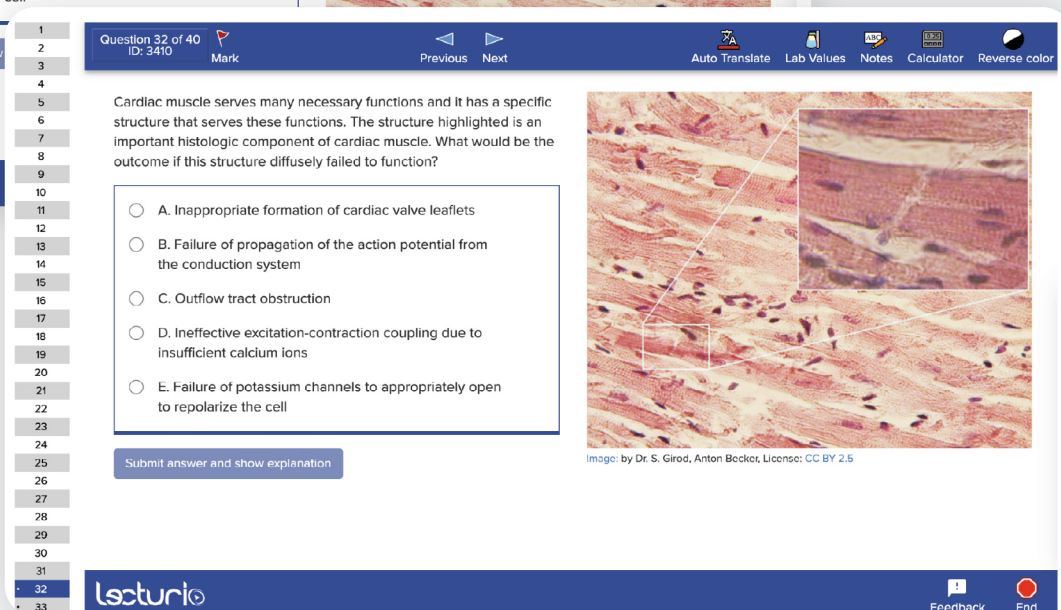 1
2
3
4
5
6
7
8
9
10
11
12
13
14
15
16
17
18
19
20
21
22
23
24
25
26
27
28
29
30
31
32
33
Question 32 of 40
ID: 3410
Mark
Previous
Next
Auto Translate
Lab Values
Notes
Calculator
Reverse color
Cardiac muscle serves many necessary functions and it has a specific
structure that serves these functions. The structure highlighted is an
important histologic component of cardiac muscle. What would be the
outcome if this structure diffusely failed to function?
A. Inappropriate formation of cardiac valve leaflets
B. Failure of propagation of the action potential from
the conduction system
C. Outflow tract obstruction
D. Ineffective excitation-contraction coupling due to
insufficient calcium ions
E. Failure of potassium channels to appropriately open
to repolarize the cell
Submit answer and show explanation
Image: by Dr. S. Girod, Anton Becker, License: CC BY 2.5
lecturio
Feedback
End